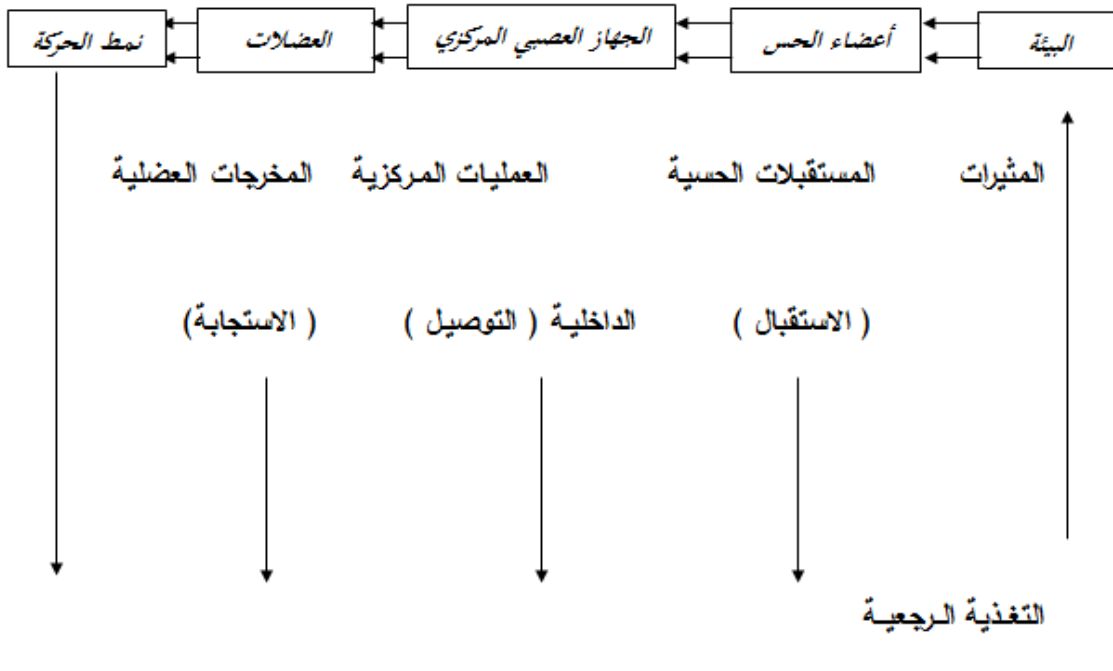 البيئة أعضاء الحس الجهاز العصبي المركزي العضلات نمط الحركة
المثيرات المستقبلات الحسية العمليات المركزية المخرجات العضلية
( الاستقبال ) الداخلية ( التوصيل ) ( الاستجابة)
التغذية الرجعية